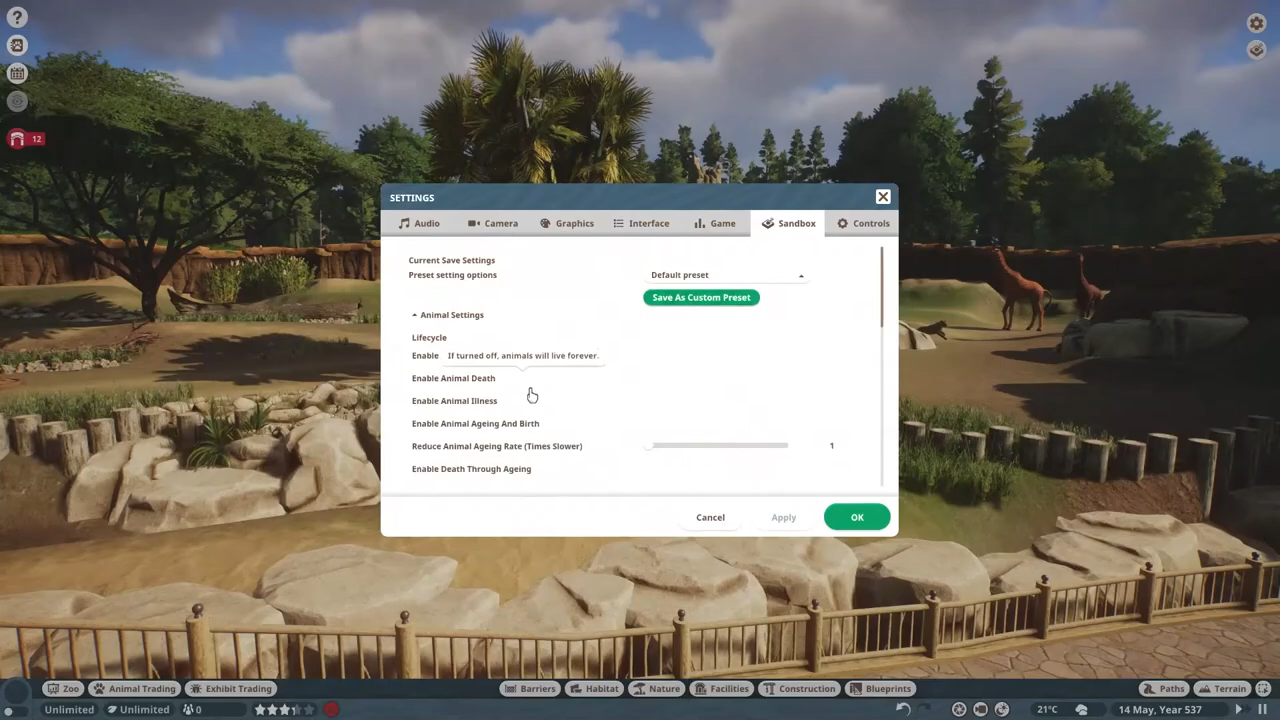 ?
12
SETTINGS
Audio
Camera
Graphics
Interface
Game
Sandbox
Controls
Current Save Settings
Preset setting options
Default preset
Save As Custom Preset
Animal Settings
Lifecycle
Enable
If turned off, animals will live forever.
Enable Animal Death
Enable Animal Illness
Enable Animal Ageing And Birth
Reduce Animal Ageing Rate (Times Slower)
1
Enable Death Through Ageing
Cancel
Apply
OK
Zoo
Animal Trading
Exhibit Trading
Barriers
Habitat
Nature
Facilities
Construction
Blueprints
Paths
Terrain
Unlimited
Unlimited
0
21°C
14 May, Year 537